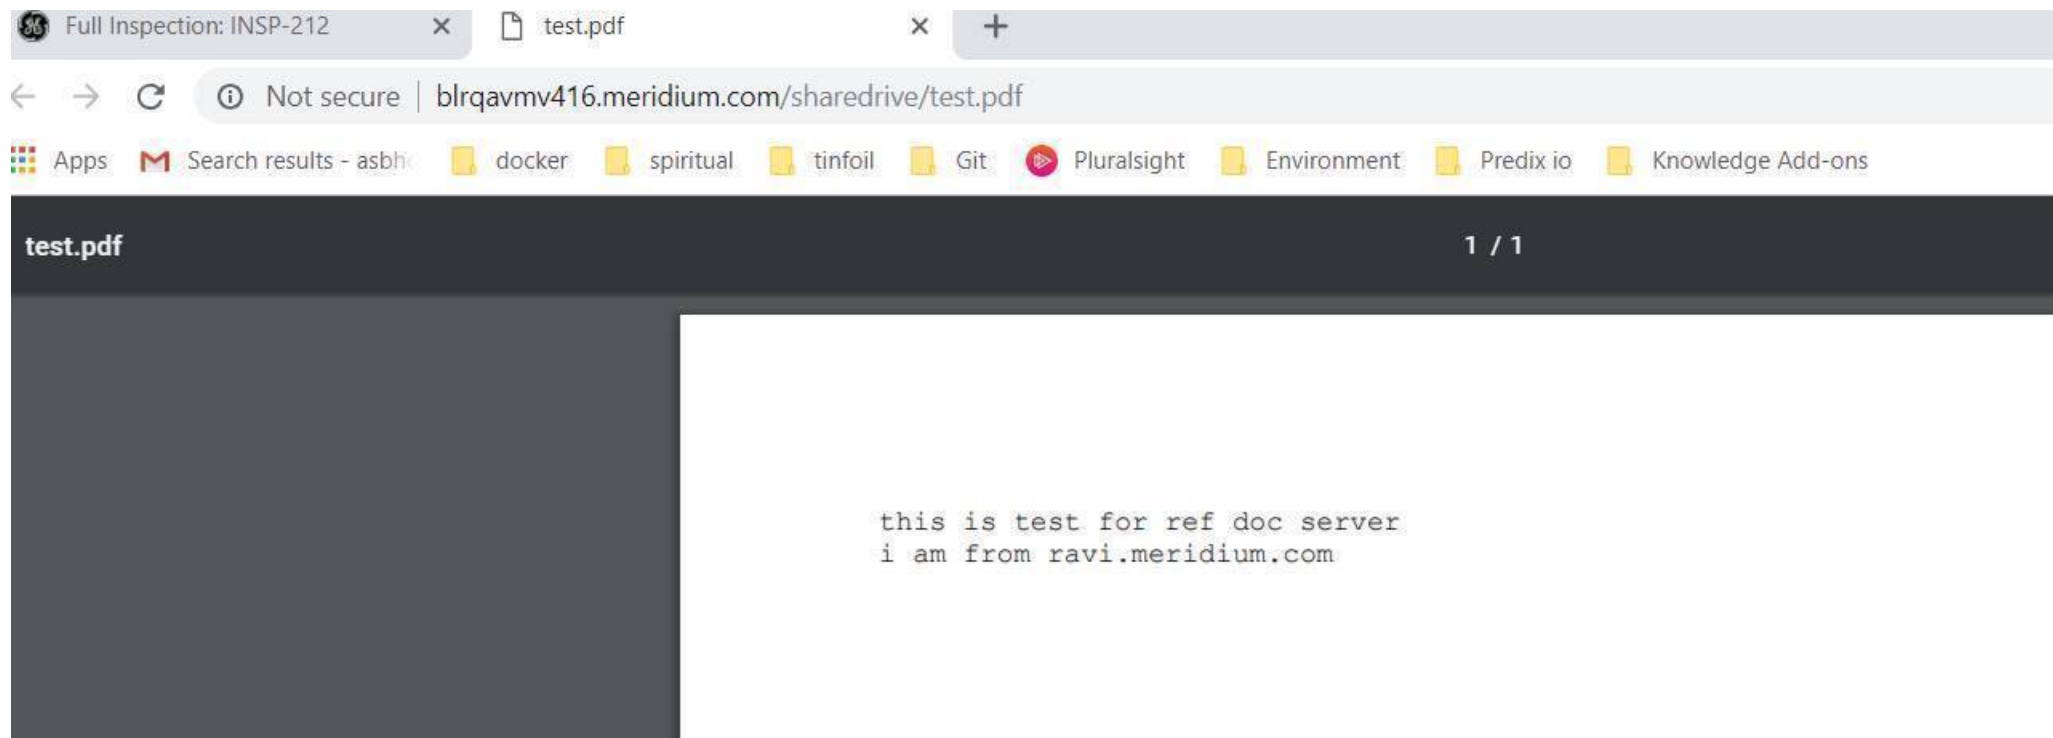 Full Inspection: INSP-212
test.pdf
Not secure | blrqavmv416.meridium.com/sharedrive/test.pdf
Apps Search results - asbh docker spiritual tinfoil Git Pluralsight Environment Predix io Knowledge Add-ons
test.pdf 1 / 1
this is test for ref doc server
i am from ravi.meridium.com